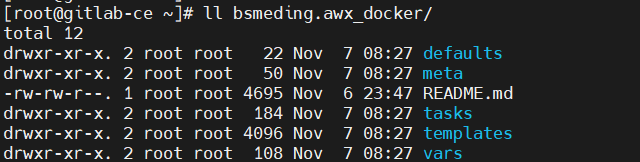 [root@gitlab-ce ~]# ll bsmeding.awx_docker/
total 12
drwxr-xr-x. 2 root root   22 Nov  7 08:27 defaults
drwxr-xr-x. 2 root root   50 Nov  7 08:27 meta
-rw-rw-r--. 1 root root 4695 Nov  6 23:47 README.md
drwxr-xr-x. 2 root root  184 Nov  7 08:27 tasks
drwxr-xr-x. 2 root root 4096 Nov  7 08:27 templates
drwxr-xr-x. 2 root root  108 Nov  7 08:27 vars